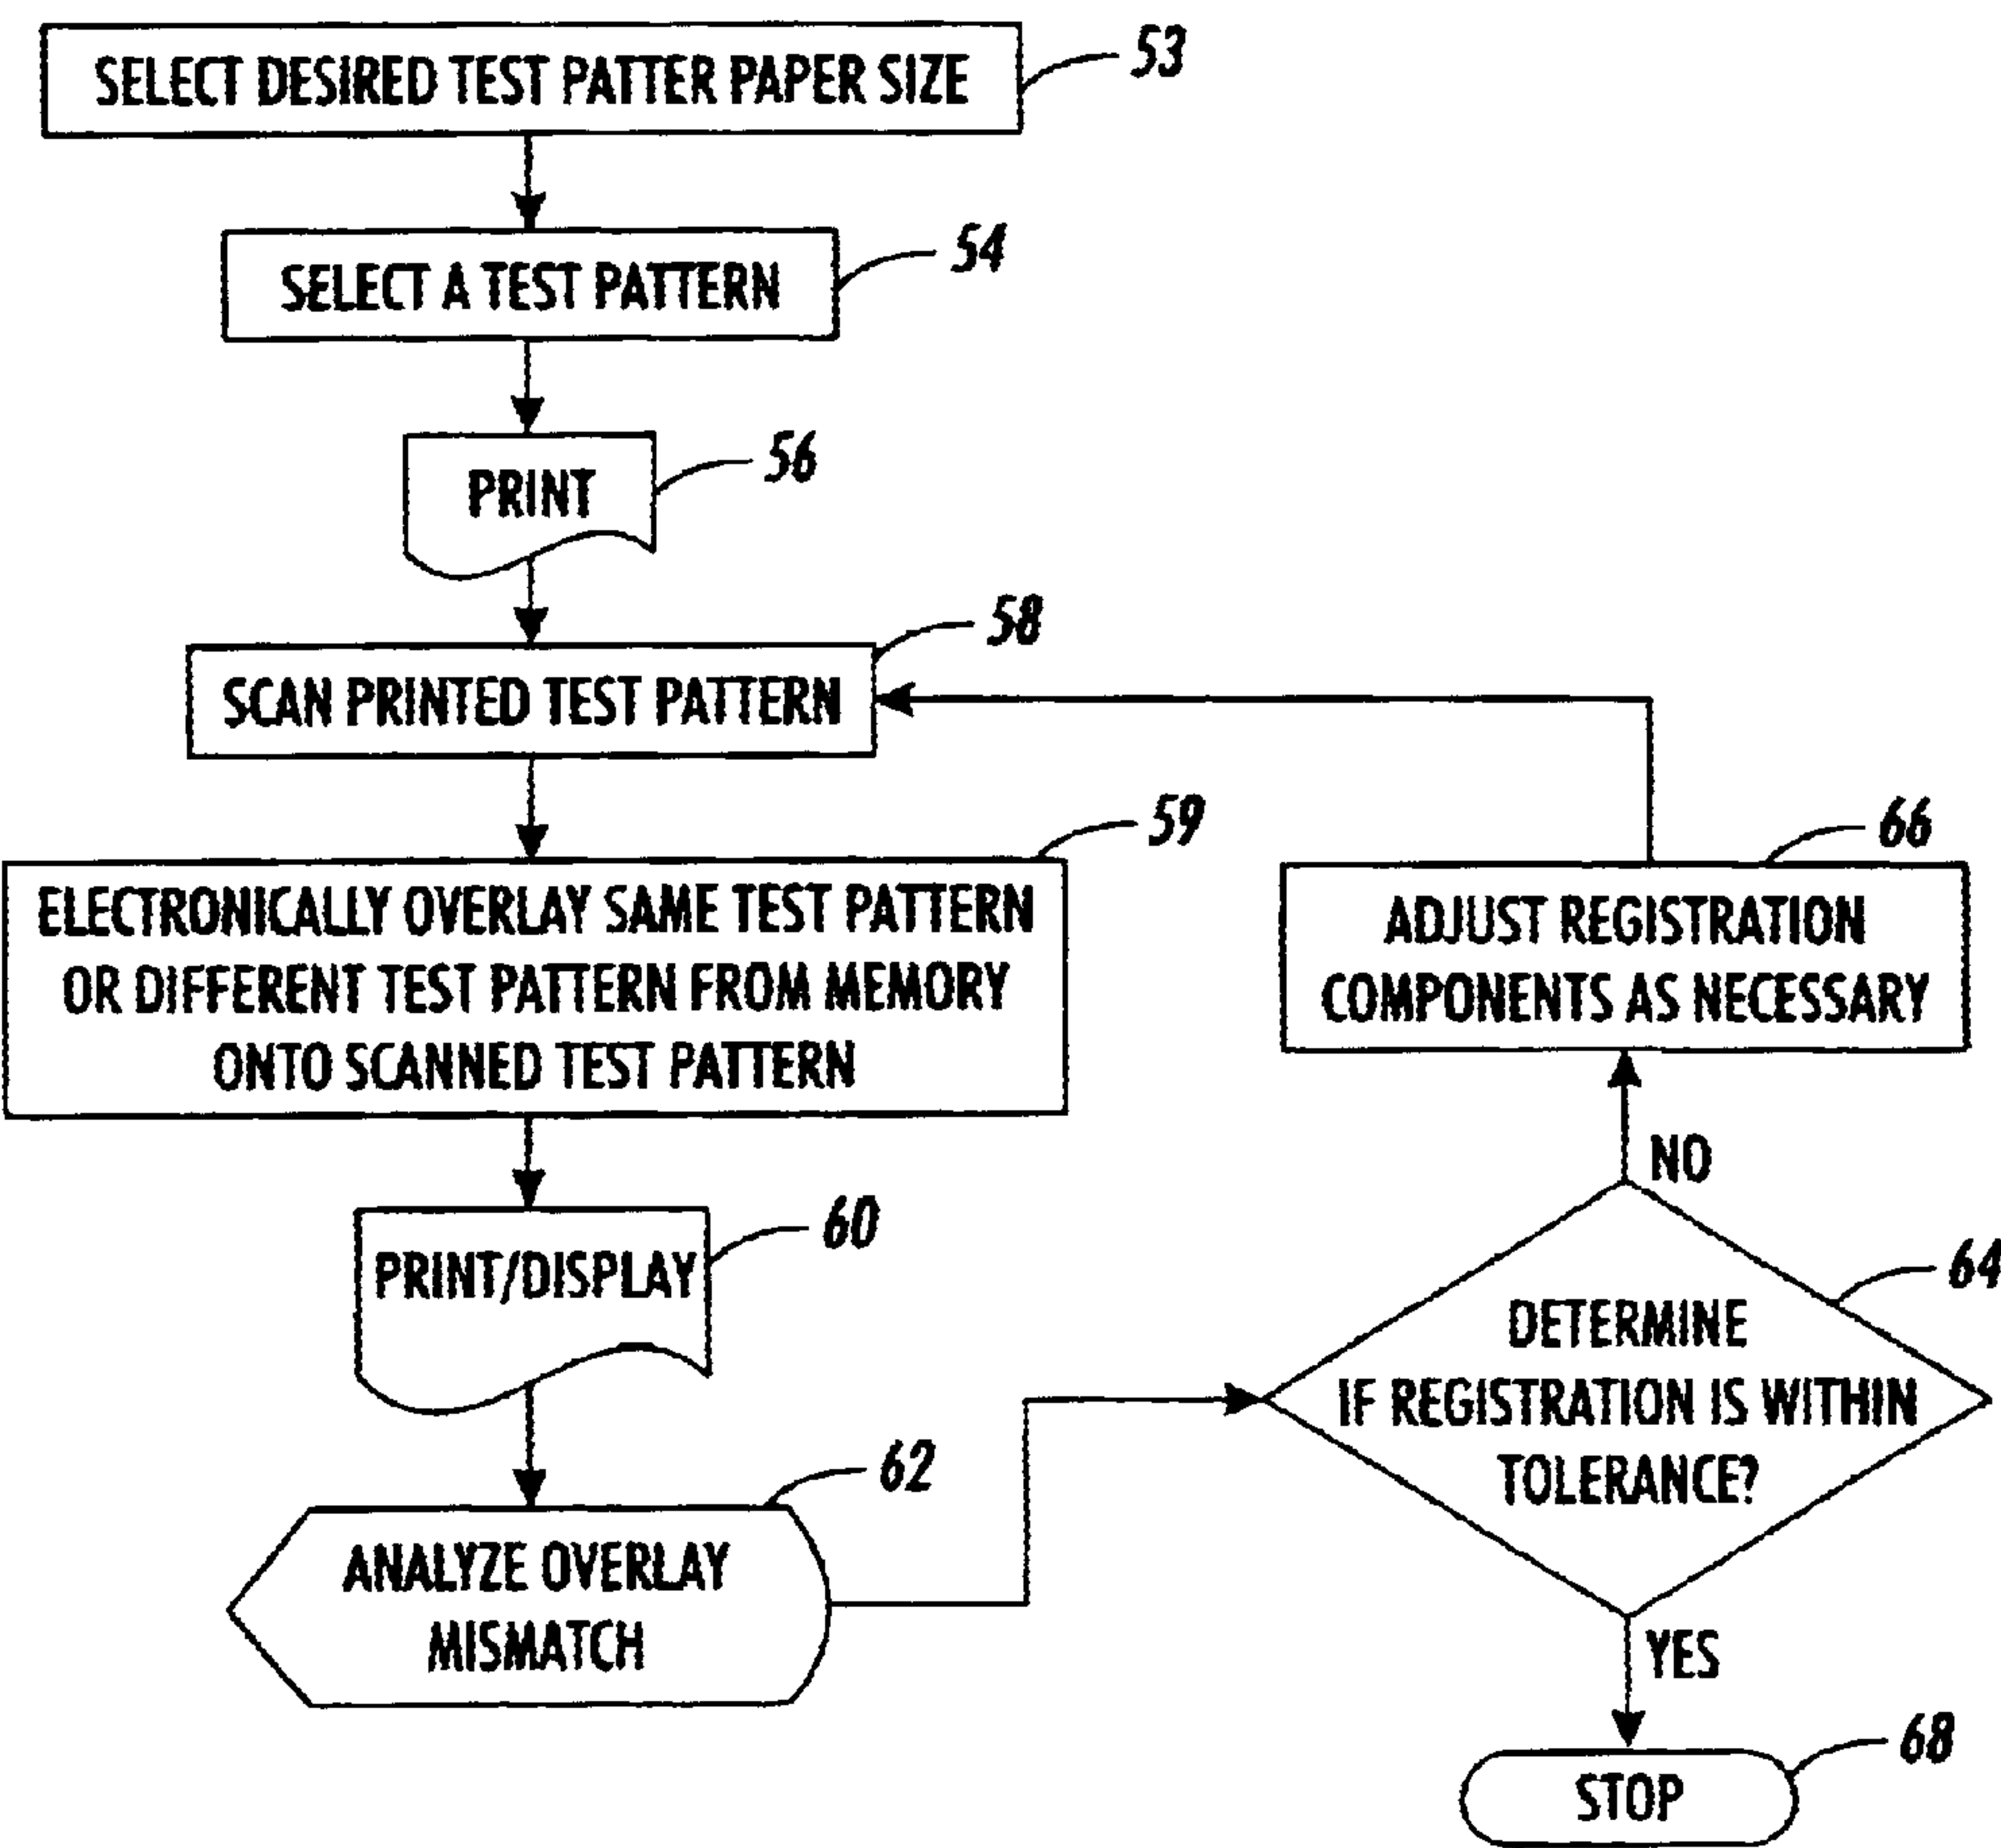 SELECT DESIRED TEST PATTER PAPER SIZE
53
SELECT A TEST PATTERN
54
PRINT
56
SCAN PRINTED TEST PATTERN
58
ELECTRONICALLY OVERLAY SAME TEST PATTERN
OR DIFFERENT TEST PATTERN FROM MEMORY
ONTO SCANNED TEST PATTERN
59
PRINT/DISPLAY
60
ANALYZE OVERLAY
MISMATCH
62
DETERMINE
IF REGISTRATION IS WITHIN
TOLERANCE?
64
NO
ADJUST REGISTRATION
COMPONENTS AS NECESSARY
66
YES
STOP
68